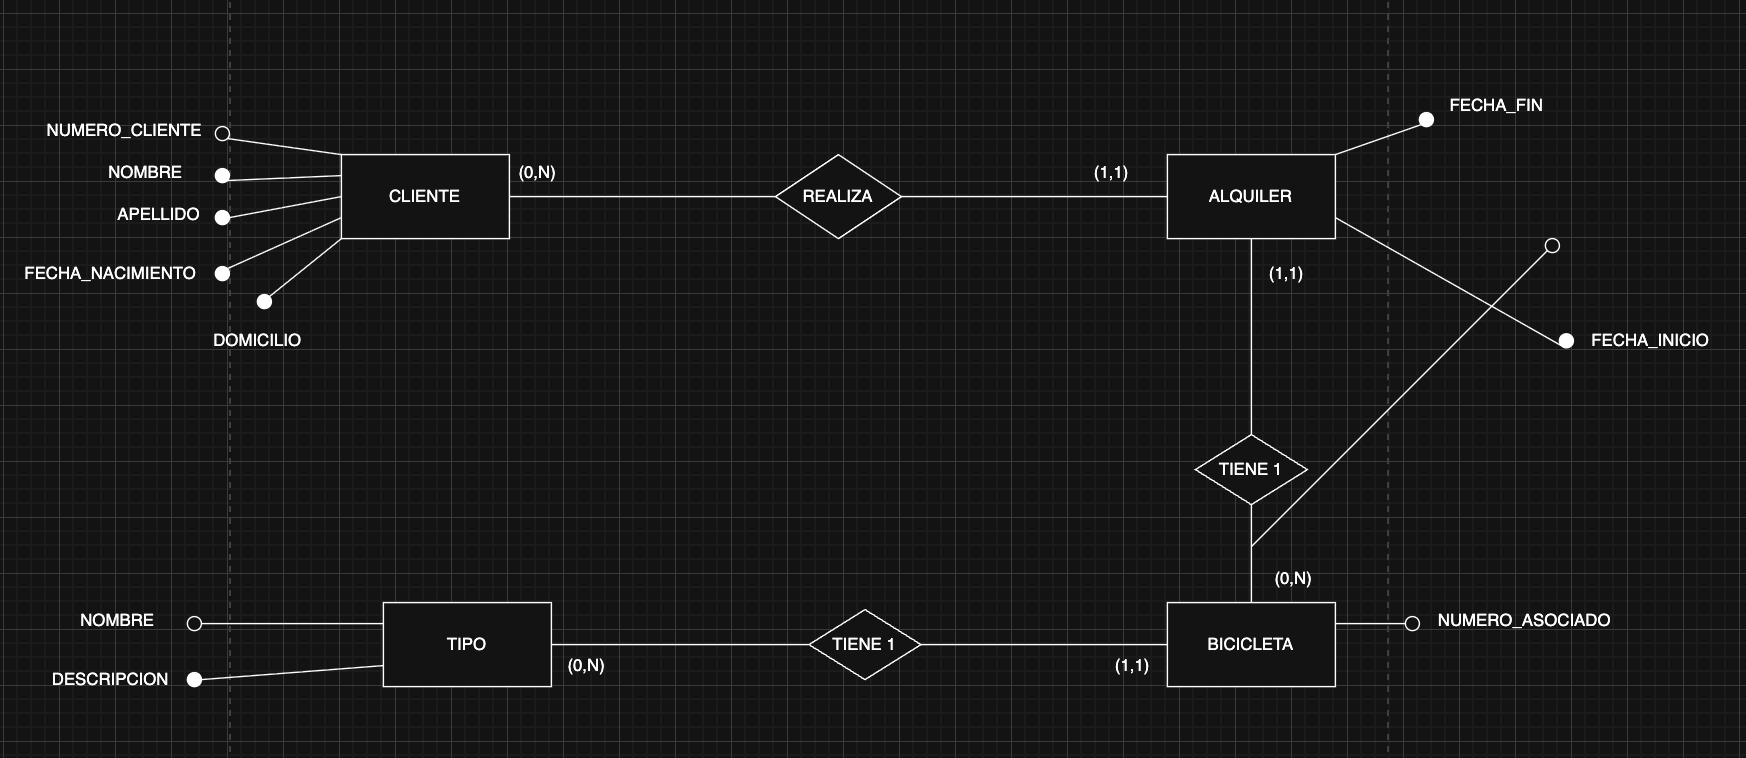 FECHA_FIN
NUMERO_CLIENTE
NOMBRE
(0,N)
(1,1)
CLIENTE
REALIZA
ALQUILER
APELLIDO
FECHA_NACIMIENTO
(1,1)
DOMICILIO
FECHA_INICIO
TIENE 1
(0,N)
NOMBRE
NUMERO_ASOCIADO
TIPO
TIENE 1
BICICLETA
(0,N)
(1,1)
DESCRIPCION